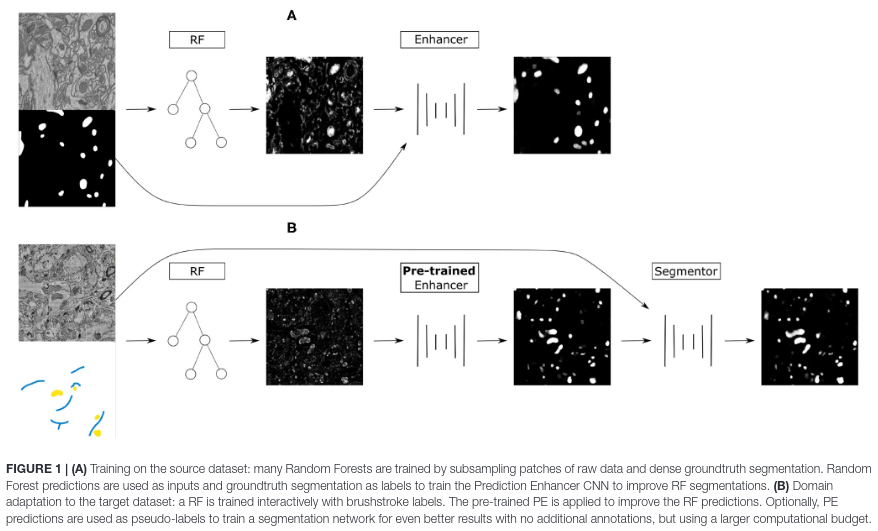 A
RF
Enhancer
B
RF
Pre-trained
Enhancer
Segmentor
FIGURE 1 | (A) Training on the source dataset: many Random Forests are trained by subsampling patches of raw data and dense groundtruth segmentation. Random
Forest predictions are used as inputs and groundtruth segmentation as labels to train the Prediction Enhancer CNN to improve RF segmentations. (B) Domain
adaptation to the target dataset: a RF is trained interactively with brushstroke labels. The pre-trained PE is applied to improve the RF predictions. Optionally, PE
predictions are used as pseudo-labels to train a segmentation network for even better results with no additional annotations, but using a larger computational budget.